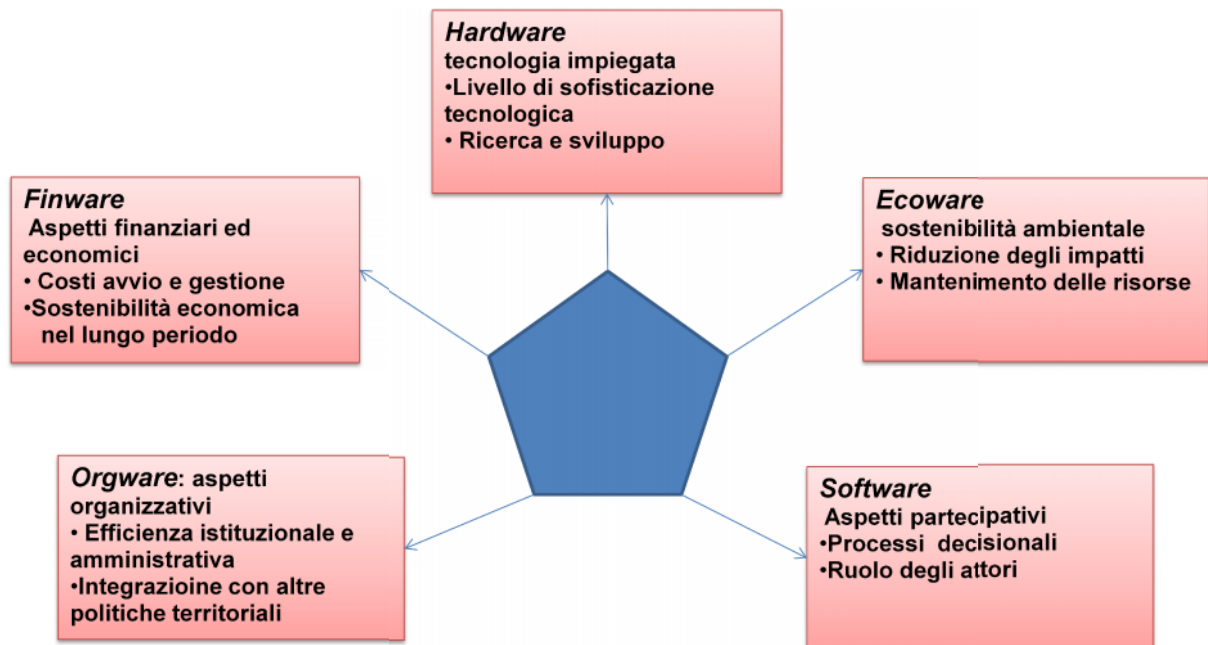 Hardware
tecnologia impiegata
•Livello di sofisticazione
tecnologica
• Ricerca e sviluppo
Finware
Aspetti finanziari ed
economici
• Costi avvio e gestione
•Sostenibilità economica
nel lungo periodo
Ecoware
sostenibilità ambientale
• Riduzione degli impatti
• Mantenimento delle risorse
Orgware: aspetti
organizzativi
• Efficienza istituzionale e
amministrativa
•Integrazioine con altre
politiche territoriali
Software
Aspetti partecipativi
•Processi decisionali
•Ruolo degli attori